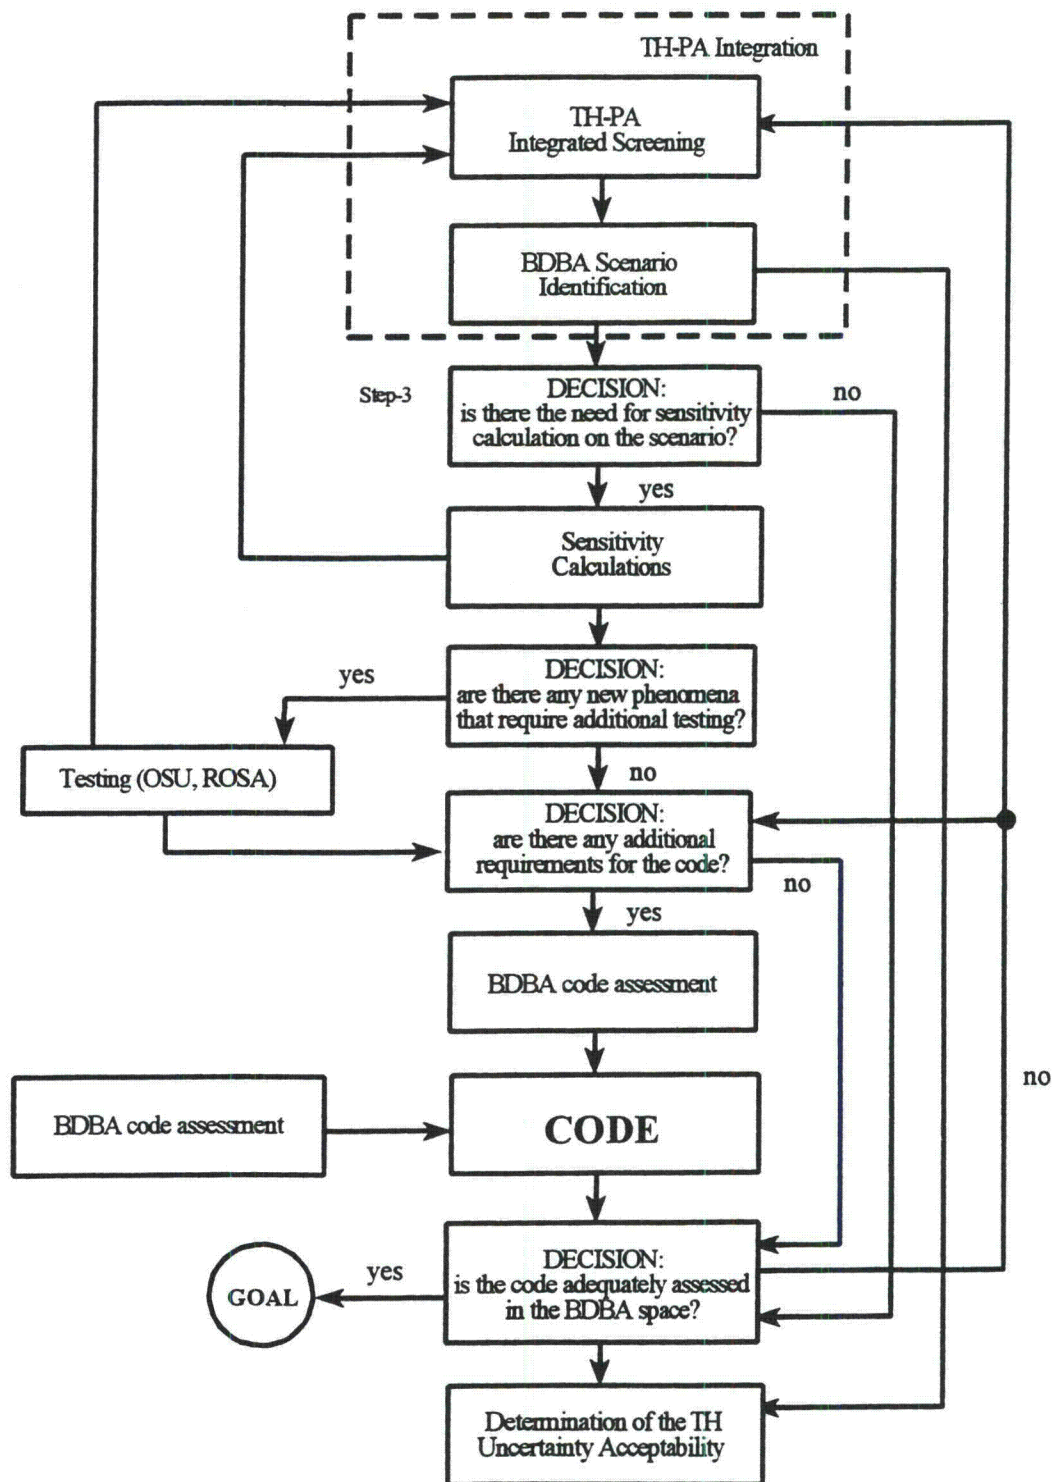 TH-PA Integration
TH-PA
Integrated Screening
BDBA Scenario
Identification
Step-3
DECISION:
is there the need for sensitivity
calculation on the scenario?
no
yes
Sensitivity
Calculations
DECISION:
are there any new phenomena
that require additional testing?
yes
no
Testing (OSU, ROSA)
DECISION:
are there any additional
requirements for the code?
no
yes
BDBA code assessment
no
BDBA code assessment
CODE
DECISION:
is the code adequately assessed
in the BDBA space?
yes
GOAL
Determination of the TH
Uncertainty Acceptability